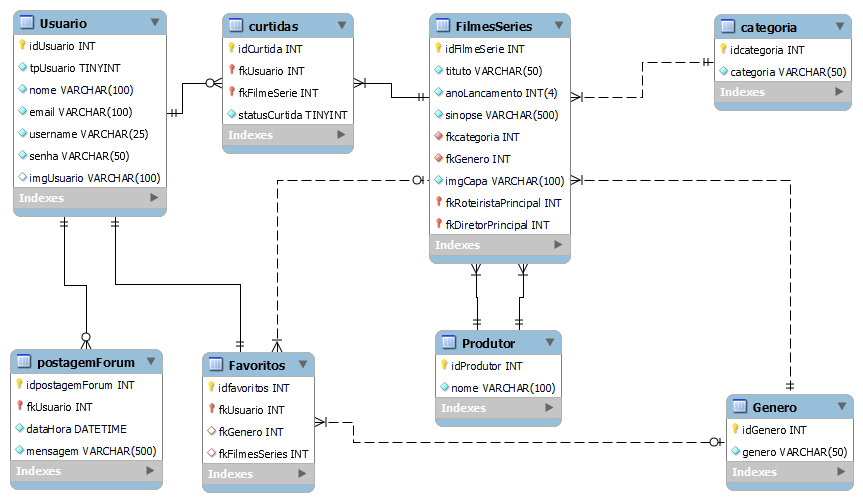 Usuario
idUsuario INT
tpUsuario TINYINT
nome VARCHAR(100)
email VARCHAR(100)
username VARCHAR(25)
senha VARCHAR(50)
imgUsuario VARCHAR(100)
Indexes
curtidas
idCurtida INT
fkUsuario INT
fkFilmeSerie INT
statusCurtida TINYINT
Indexes
FilmesSeries
idFilmeSerie INT
tituto VARCHAR(50)
anoLancamento INT(4)
sinopse VARCHAR(500)
fkcategoria INT
fkGenero INT
imgCapa VARCHAR(100)
fkRoteiristaPrincipal INT
fkDiretorPrincipal INT
Indexes
categoria
idcategoria INT
categoria VARCHAR(50)
Indexes
postagemForum
idpostagemForum INT
fkUsuario INT
dataHora DATETIME
mensagem VARCHAR(500)
Indexes
Favoritos
idfavoritos INT
fkUsuario INT
fkGenero INT
fkFilmesSeries INT
Indexes
Produtor
idProdutor INT
nome VARCHAR(100)
Indexes
Genero
idGenero INT
genero VARCHAR(50)
Indexes